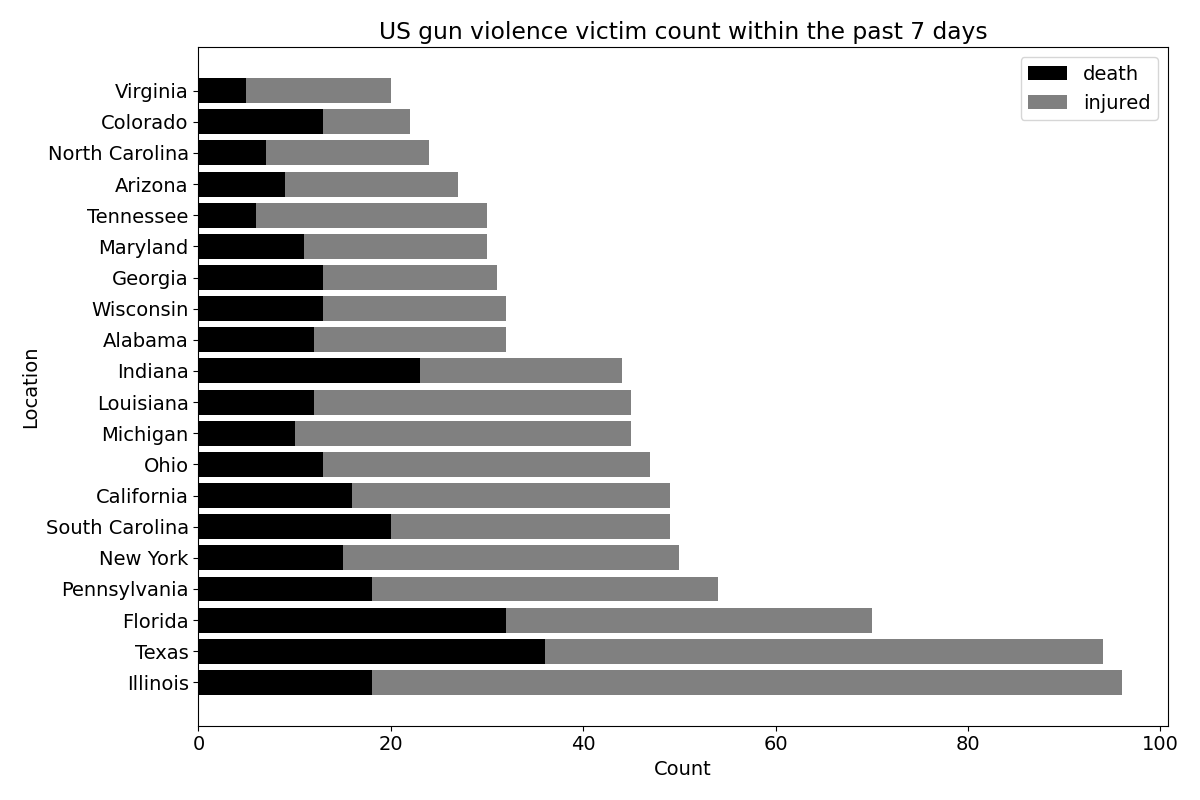 US gun violence victim count within the past 7 days
death
injured
Virginia
Colorado
North Carolina
Arizona
Tennessee
Maryland
Georgia
Wisconsin
Alabama
Indiana
Louisiana
Michigan
Ohio
California
South Carolina
New York
Pennsylvania
Florida
Texas
Illinois
Location
0 20 40 60 80 100
Count